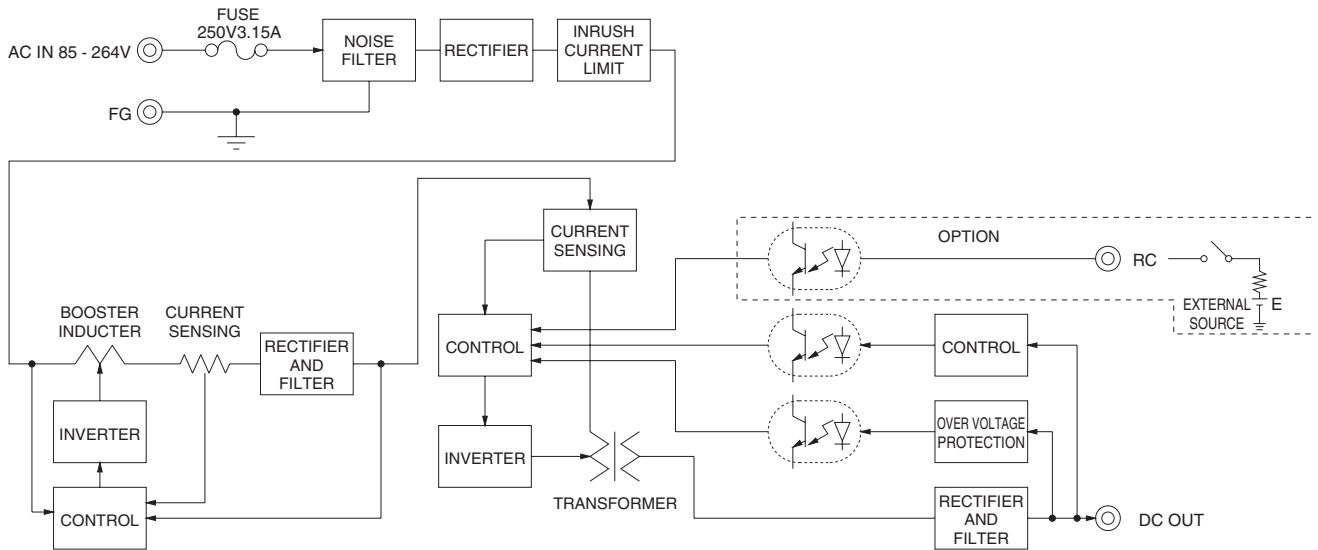 FUSE
250V3.15A
AC IN 85 - 264V
NOISE
FILTER
RECTIFIER
INRUSH
CURRENT
LIMIT
FG
CURRENT
SENSING
OPTION
RC
EXTERNAL
SOURCE
E
BOOSTER
INDUCTER
CURRENT
SENSING
RECTIFIER
AND
FILTER
CONTROL
CONTROL
INVERTER
INVERTER
OVER VOLTAGE
PROTECTION
TRANSFORMER
CONTROL
RECTIFIER
AND
FILTER
DC OUT